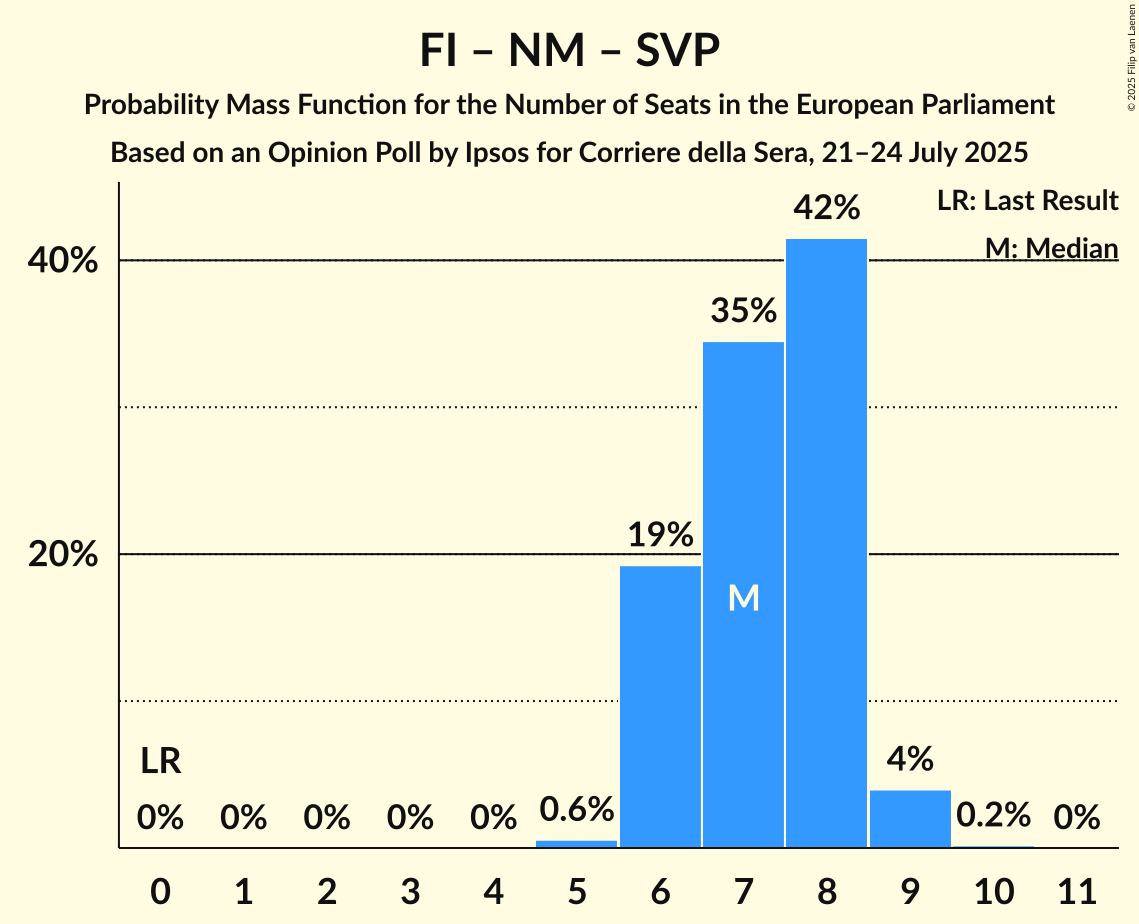 FI – NM – SVP
Probability Mass Function for the Number of Seats in the European Parliament
Based on an Opinion Poll by Ipsos for Corriere della Sera, 21–24 July 2025
© 2025 Filip van Laenen
LR: Last Result
M: Median
40%
20%
42%
35%
19%
M
LR
4%
0% 0% 0% 0% 0% 0.6% 0.2% 0%
0 1 2 3 4 5 6 7 8 9 10 11